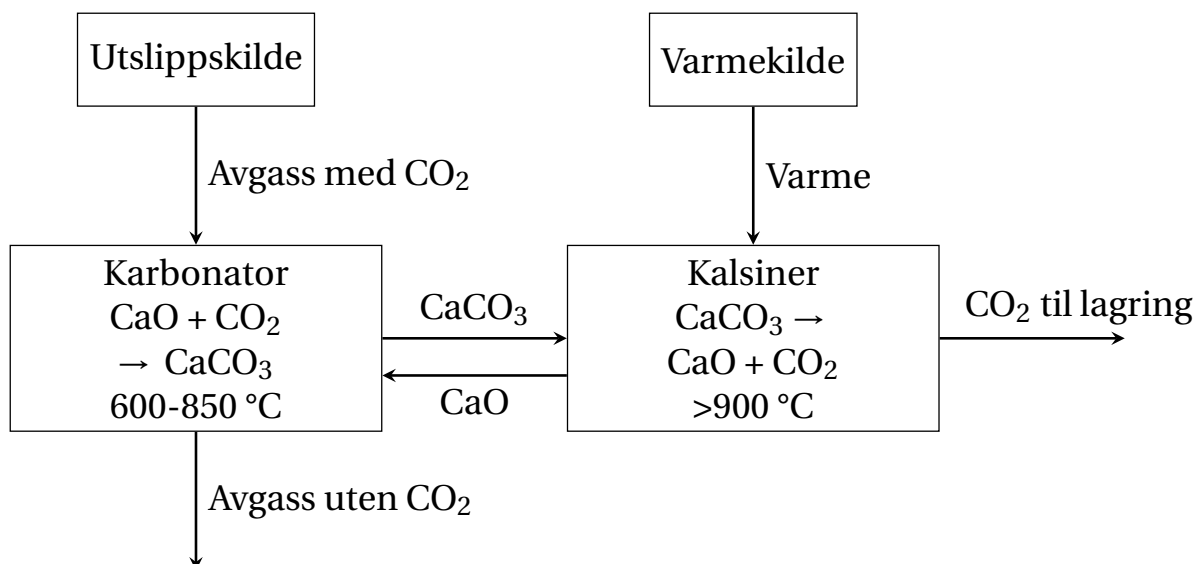 Utslippskilde
Varmekilde
Avgass med CO₂
Varme
Karbonator
CaO + CO₂
→ CaCO₃
600-850 °C
CaCO₃
CaO
Kalsiner
CaCO₃ →
CaO + CO₂
>900 °C
CO₂ til lagring
Avgass uten CO₂